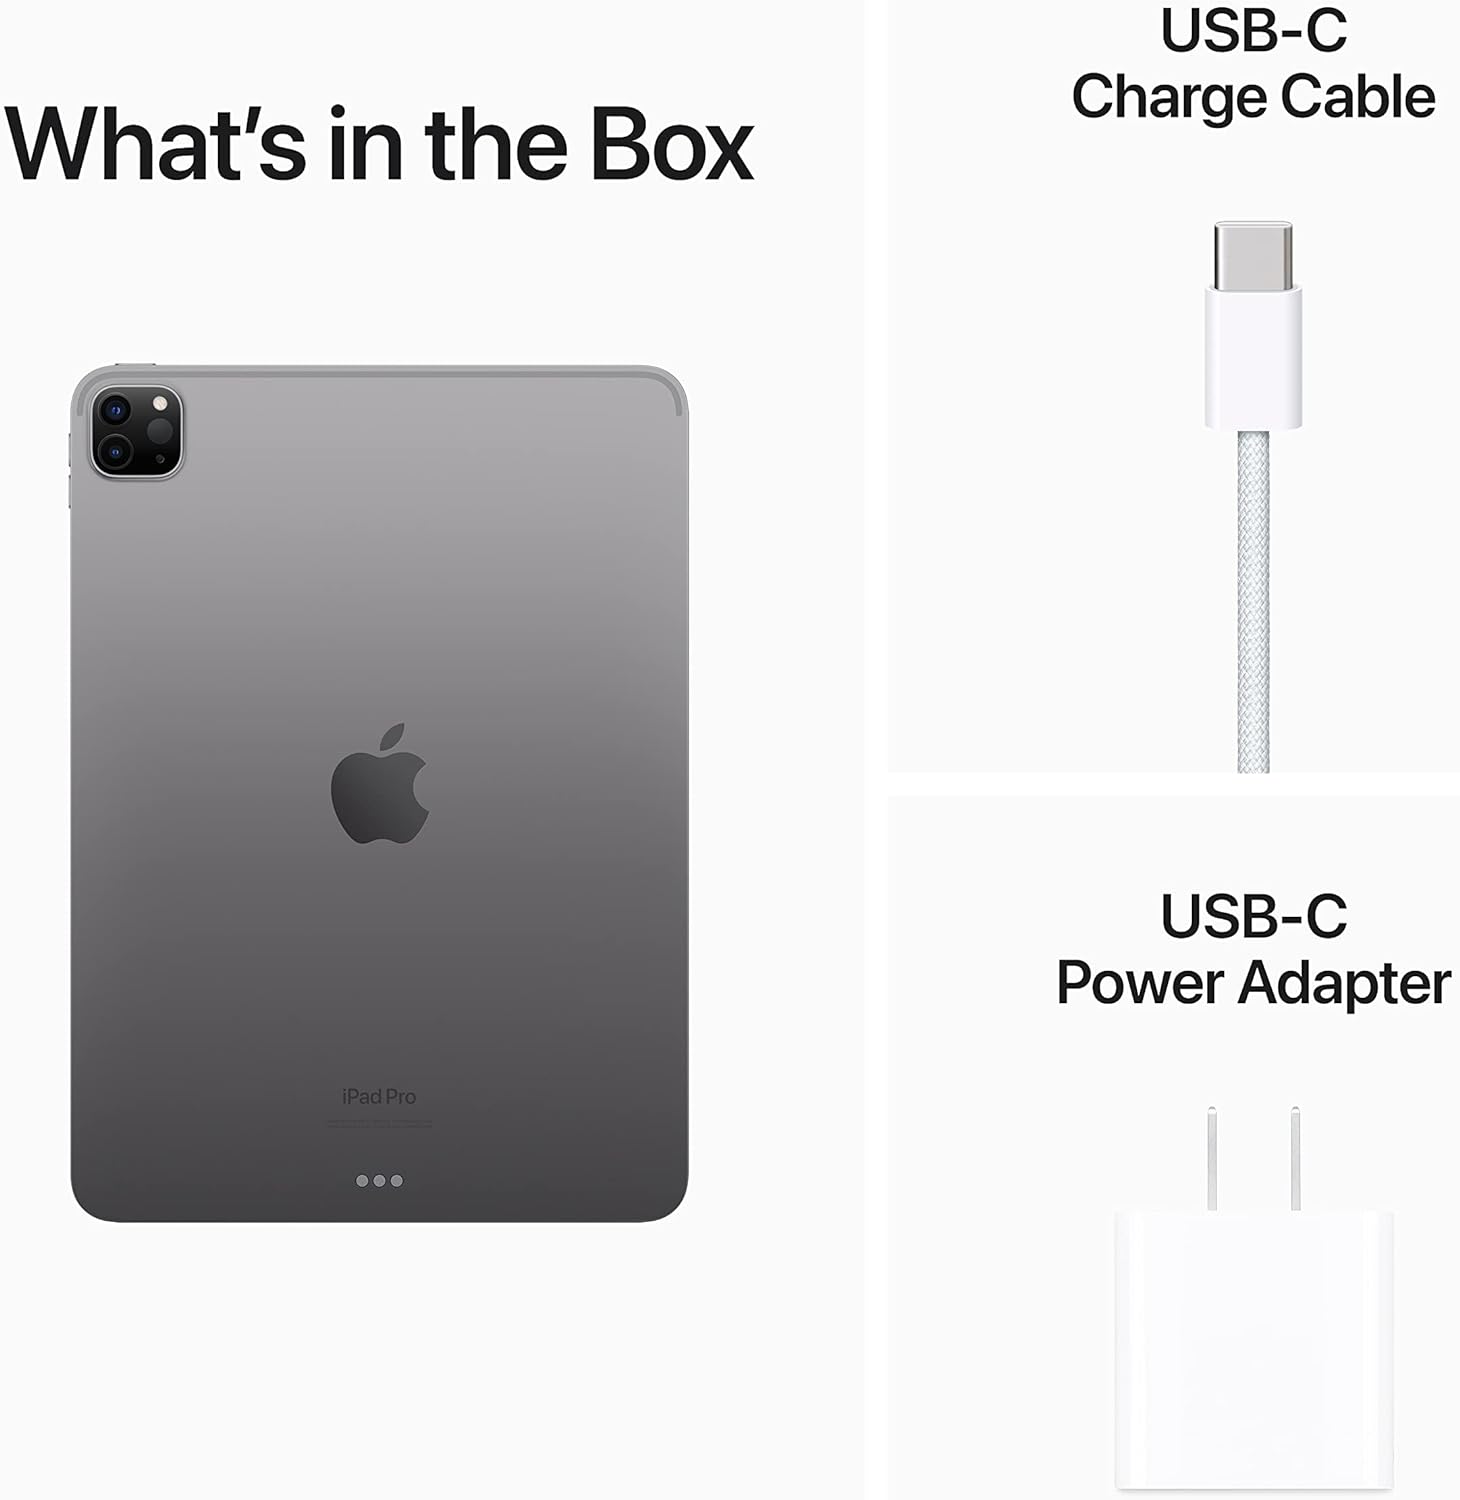 What's in the Box
iPad Pro
USB-C
Charge Cable
USB-C
Power Adapter